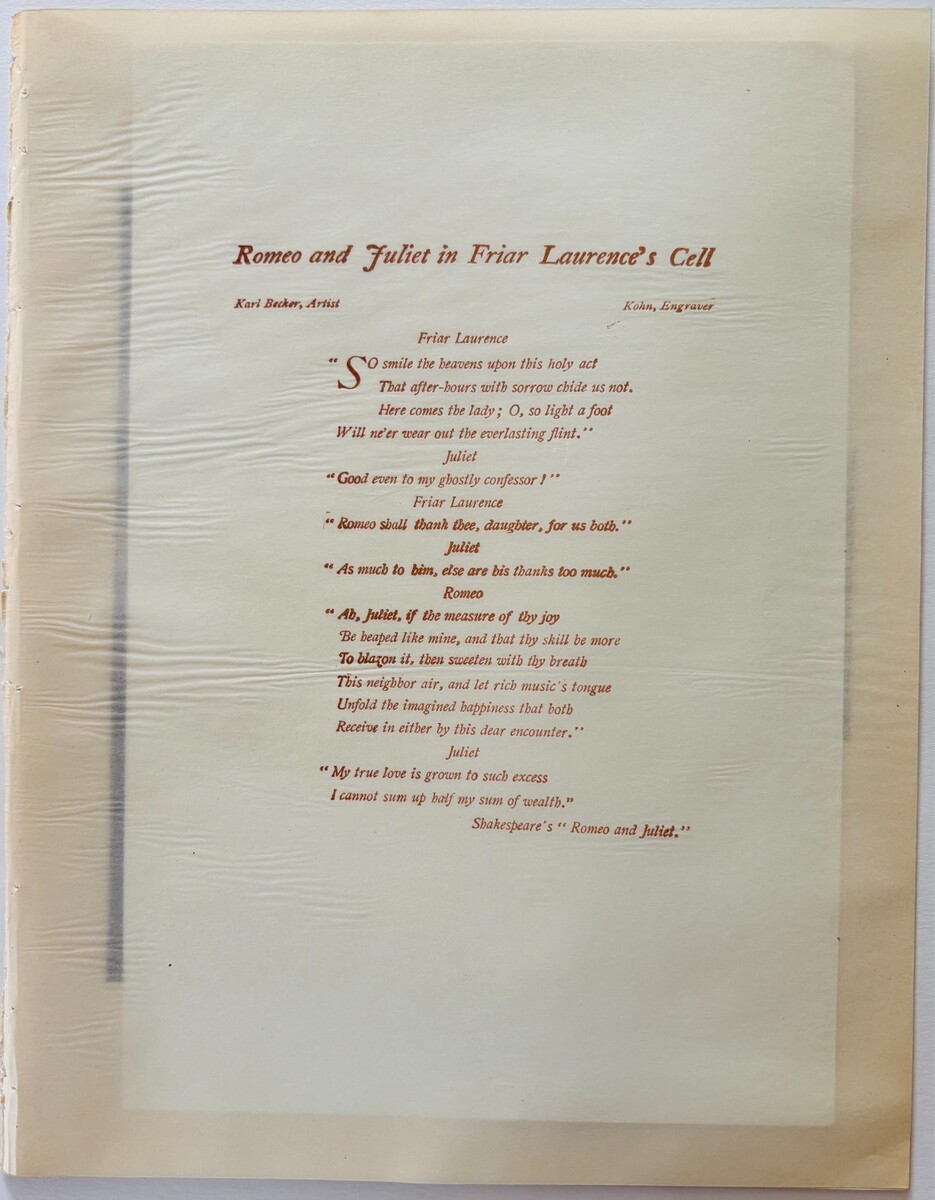 Romeo and Juliet in Friar Laurence's Cell
Karl Becker, Artist Kohn, Engraver
Friar Laurence
"SO smile the heavens upon this holy act
That after-hours with sorrow chide us not.
Here comes the lady; O, so light a foot
Will ne'er wear out the everlasting flint."
Juliet
"Good even to my ghostly confessor!"
Friar Laurence
"Romeo shall thank thee, daughter, for us both."
Juliet
"As much to him, else are his thanks too much."
Romeo
"Ah, Juliet, if the measure of thy joy
Be heaped like mine, and that thy skill be more
To blazon it, then sweeten with thy breath
This neighbor air, and let rich music's tongue
Unfold the imagined happiness that both
Receive in either by this dear encounter."
Juliet
"My true love is grown to such excess
I cannot sum up half my sum of wealth."
Shakespeare's "Romeo and Juliet."